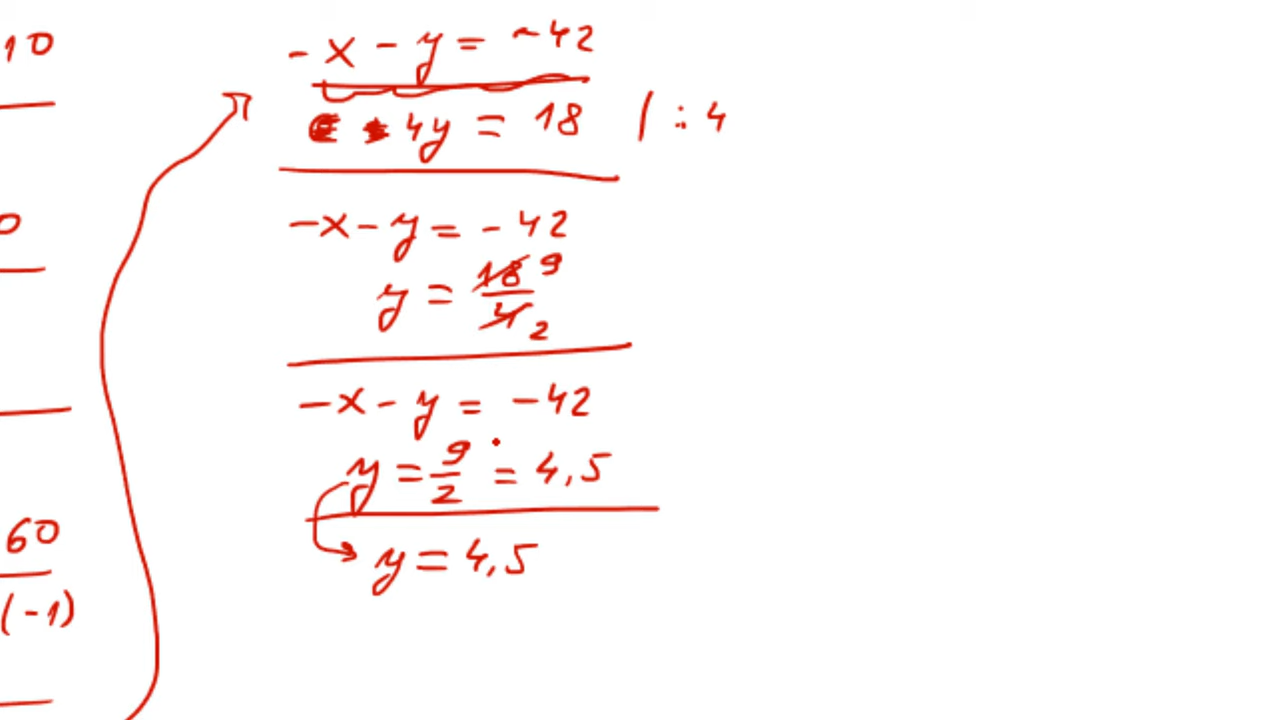 10
0
60
(-1)
-x - y = -42
4y = 18 / : 4
-x - y = -42
y = 18/4 9/2
-x - y = -42
y = 9/2 = 4,5
y = 4,5